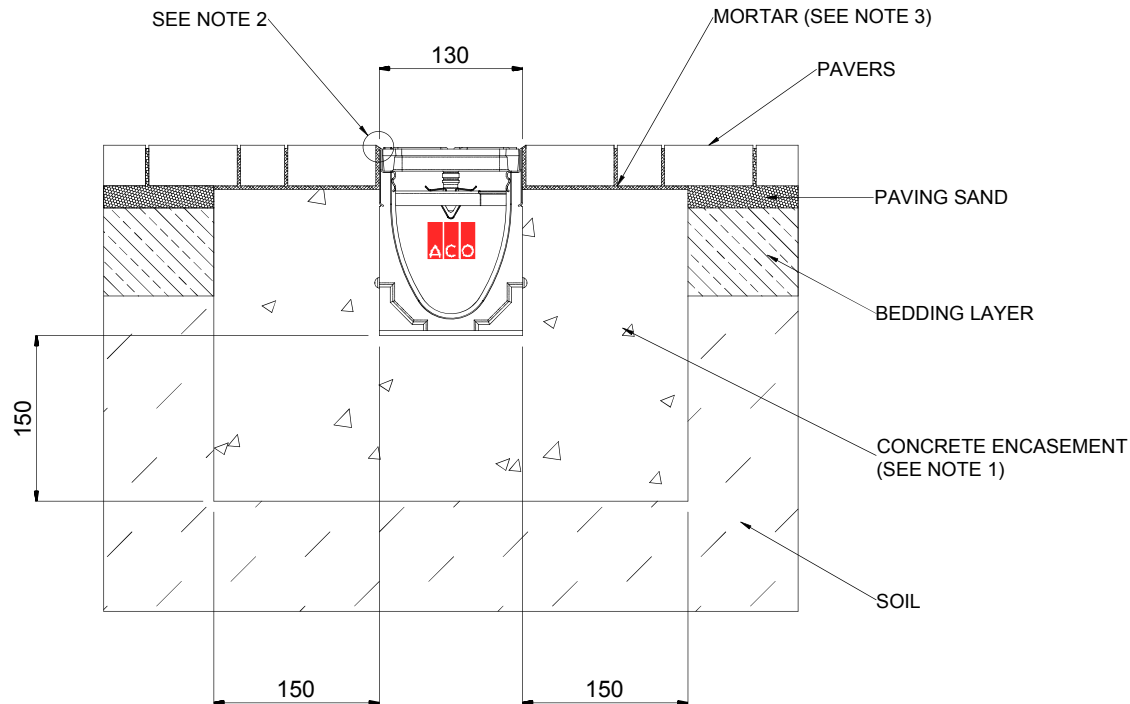 SEE NOTE 2
MORTAR (SEE NOTE 3)
130
PAVERS
PAVING SAND
ACO
BEDDING LAYER
150
CONCRETE ENCASEMENT
(SEE NOTE 1)
SOIL
150
150